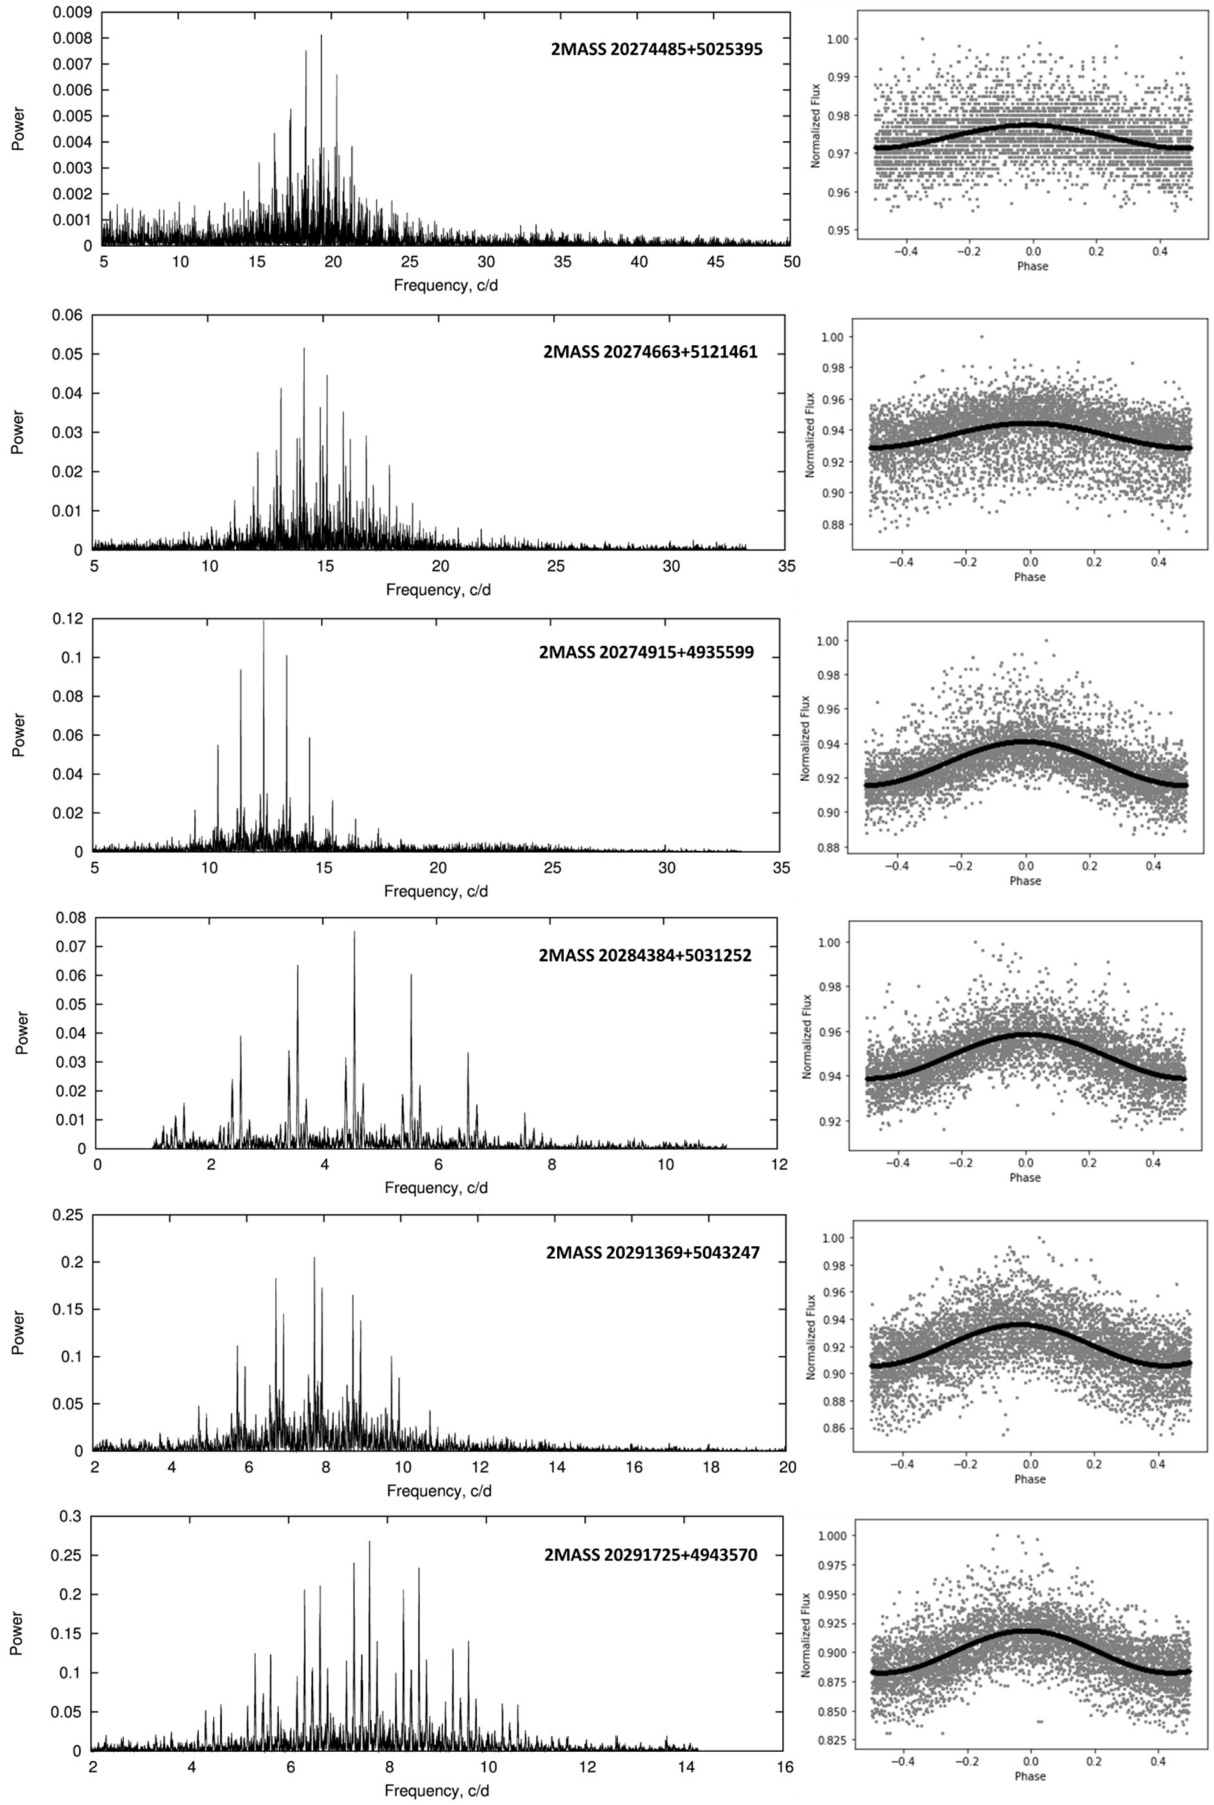 0.009
0.008
0.007
0.006
0.005
0.004
0.003
0.002
0.001
0
Power
2MASS 20274485+5025395
5 10 15 20 25 30 35 40 45 50
Frequency, c/d
1.00
0.99
0.98
0.97
0.96
0.95
Normalized Flux
−0.4 −0.2 0.0 0.2 0.4
Phase
0.06
0.05
0.04
0.03
0.02
0.01
0
Power
2MASS 20274663+5121461
5 10 15 20 25 30 35
Frequency, c/d
1.00
0.98
0.96
0.94
0.92
0.90
0.88
Normalized Flux
−0.4 −0.2 0.0 0.2 0.4
Phase
0.12
0.1
0.08
0.06
0.04
0.02
0
Power
2MASS 20274915+4935599
5 10 15 20 25 30 35
Frequency, c/d
1.00
0.98
0.96
0.94
0.92
0.90
0.88
Normalized Flux
−0.4 −0.2 0.0 0.2 0.4
Phase
0.08
0.07
0.06
0.05
0.04
0.03
0.02
0.01
0
Power
2MASS 20284384+5031252
0 2 4 6 8 10 12
Frequency, c/d
1.00
0.98
0.96
0.94
0.92
Normalized Flux
−0.4 −0.2 0.0 0.2 0.4
Phase
0.25
0.2
0.15
0.1
0.05
0
Power
2MASS 20291369+5043247
2 4 6 8 10 12 14 16 18 20
Frequency, c/d
1.00
0.98
0.96
0.94
0.92
0.90
0.88
0.86
Normalized Flux
−0.4 −0.2 0.0 0.2 0.4
Phase
0.3
0.25
0.2
0.15
0.1
0.05
0
Power
2MASS 20291725+4943570
2 4 6 8 10 12 14 16
Frequency, c/d
1.000
0.975
0.950
0.925
0.900
0.875
0.850
0.825
Normalized Flux
−0.4 −0.2 0.0 0.2 0.4
Phase